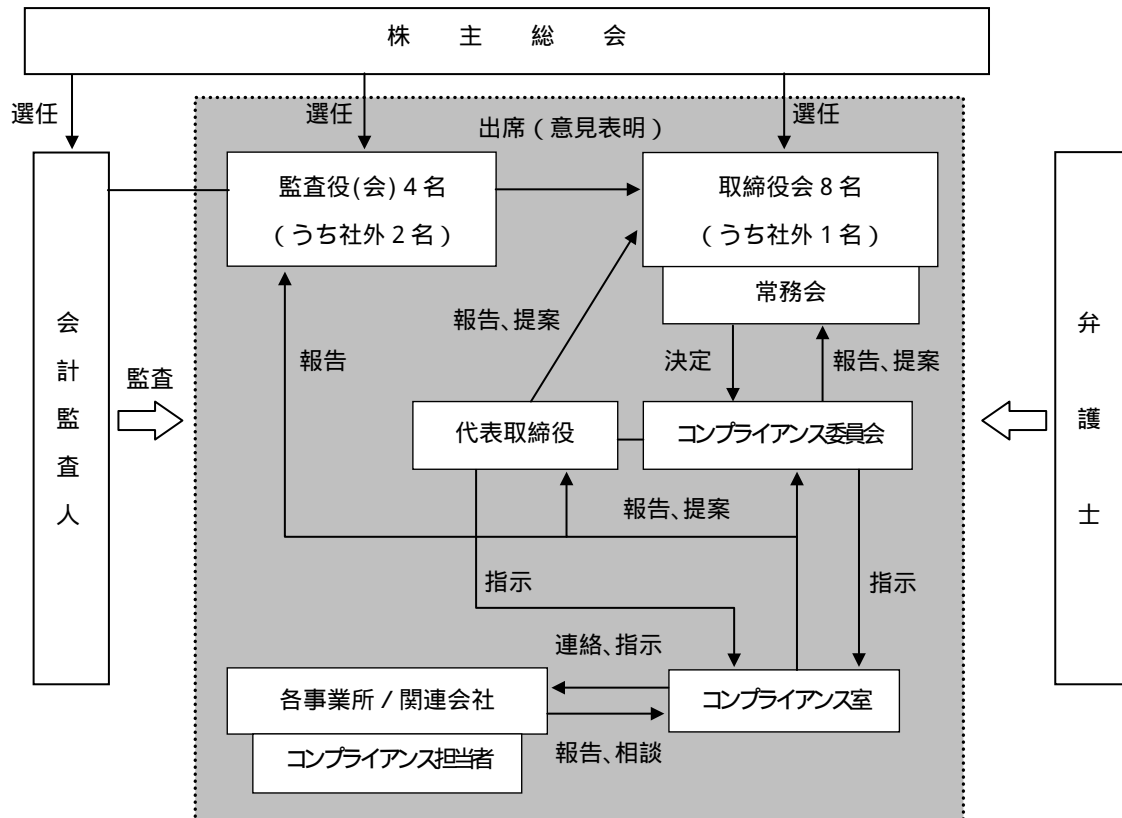 株主総会
選任
選任
選任
出席（意見表明）
監査役(会)４名
（うち社外２名）
取締役会８名
（うち社外１名）
常務会
会計監査人
監査
弁護士
報告、提案
報告
決定
報告、提案
代表取締役
コンプライアンス委員会
報告、提案
指示
指示
連絡、指示
各事業所／関連会社
コンプライアンス室
コンプライアンス担当者
報告、相談